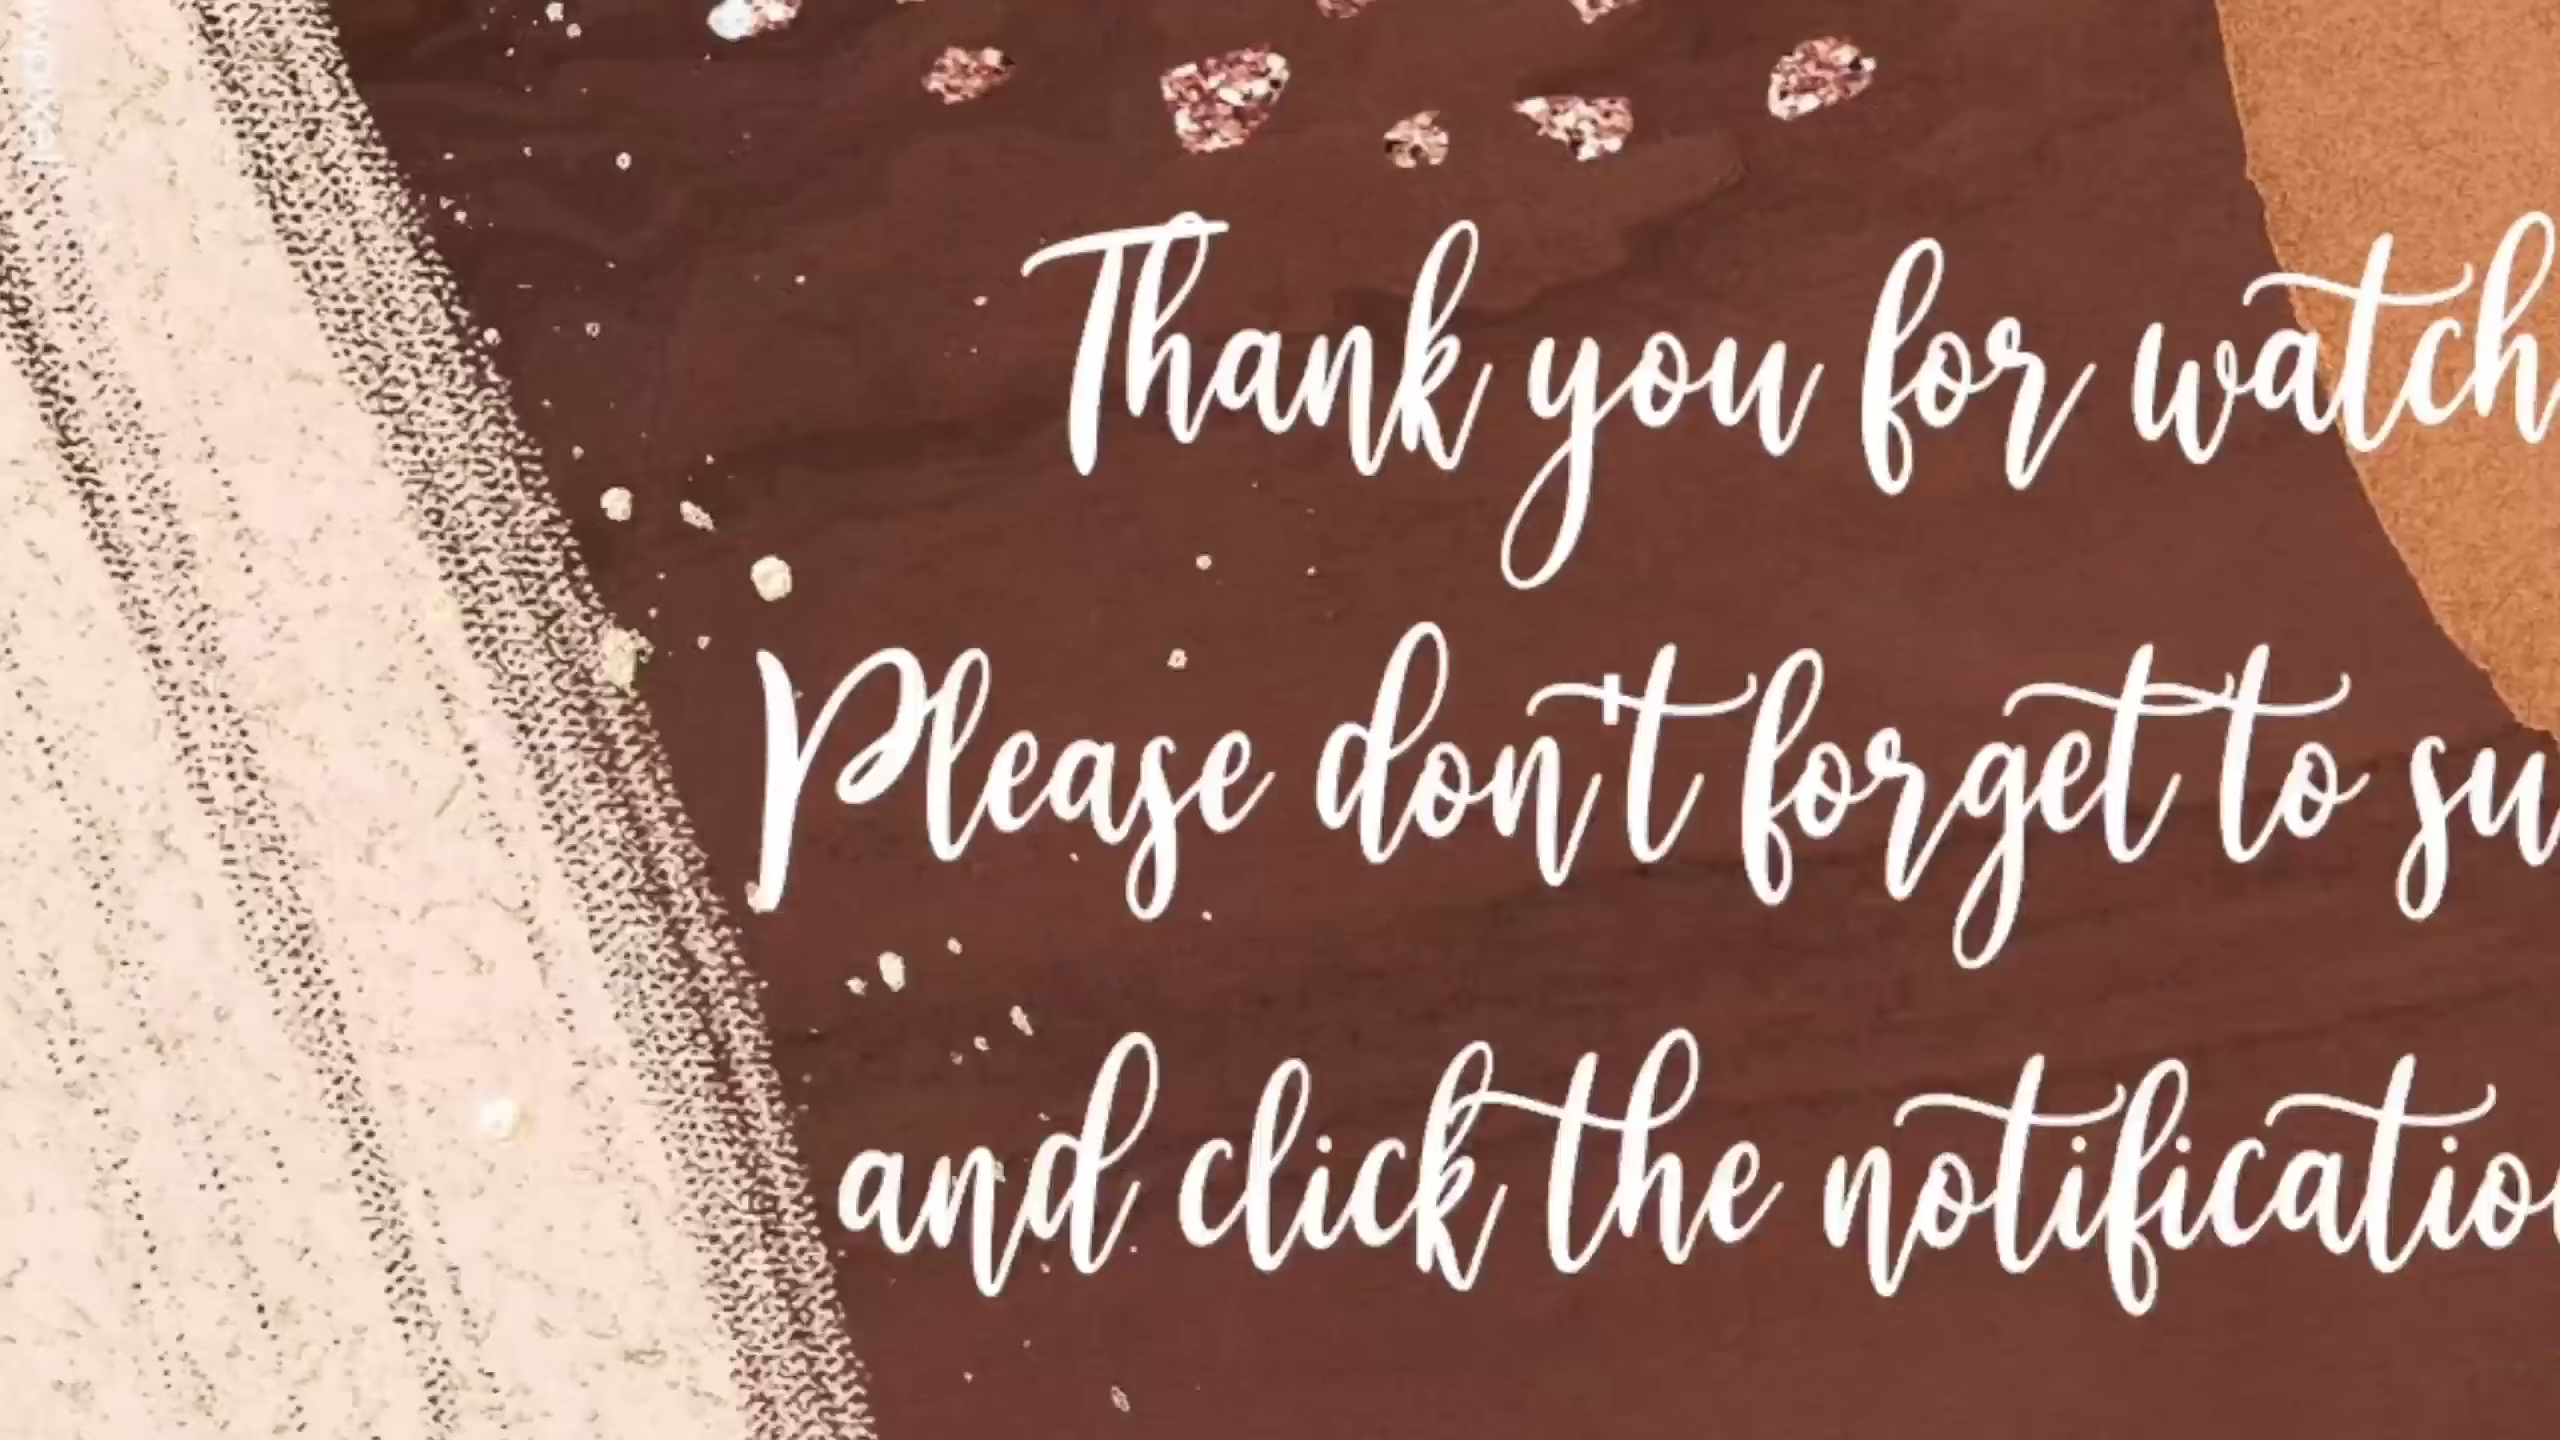 Thank you for watch
Please don't forget to su
and click the notificatio